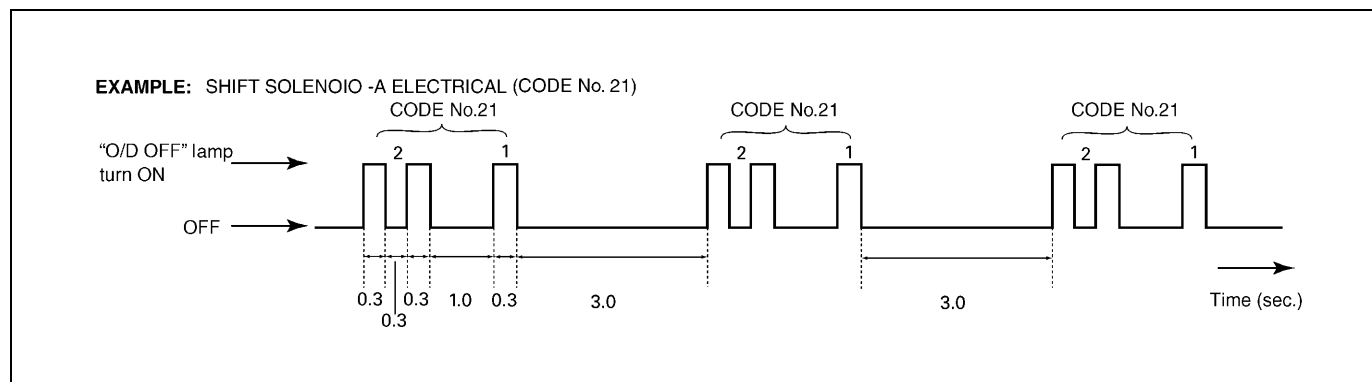 EXAMPLE: SHIFT SOLENOIO -A ELECTRICAL (CODE No. 21)
CODE No.21 CODE No.21 CODE No.21
"O/D OFF" lamp
turn ON
2 1 2 1 2 1
OFF
0.3 0.3 1.0 0.3 3.0 3.0 Time (sec.)
0.3